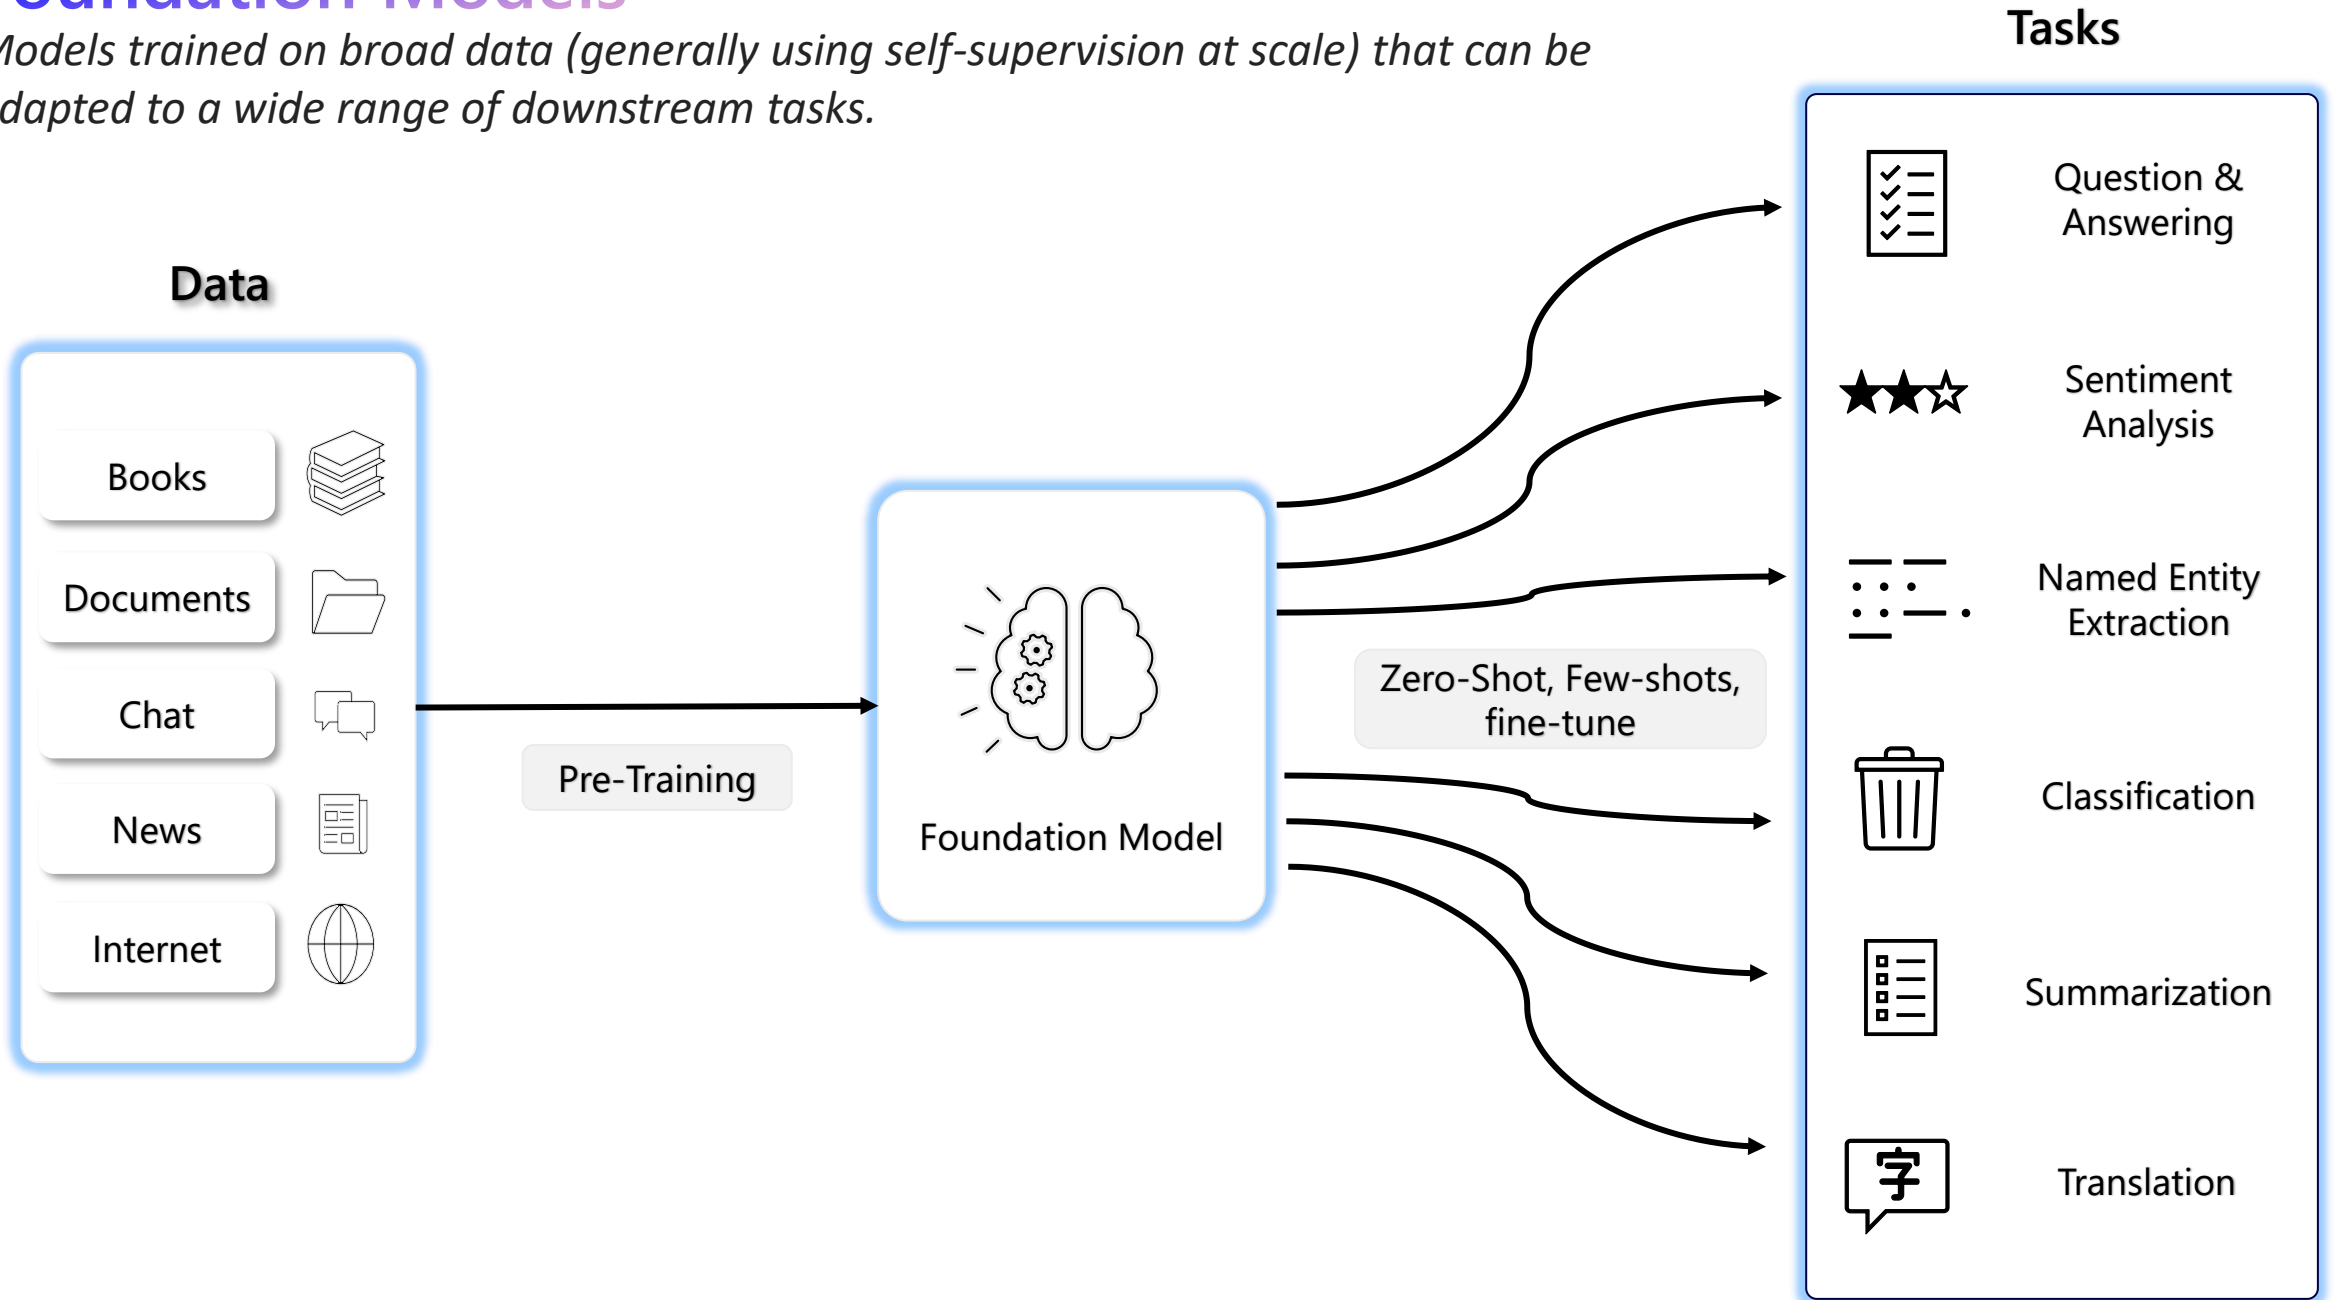 oundation Models
Models trained on broad data (generally using self-supervision at scale) that can be
dapted to a wide range of downstream tasks.
Tasks
Data
Books
Documents
Chat
News
Internet
Pre-Training
Foundation Model
Zero-Shot, Few-shots,
fine-tune
Question &
Answering
Sentiment
Analysis
Named Entity
Extraction
Classification
Summarization
字
Translation